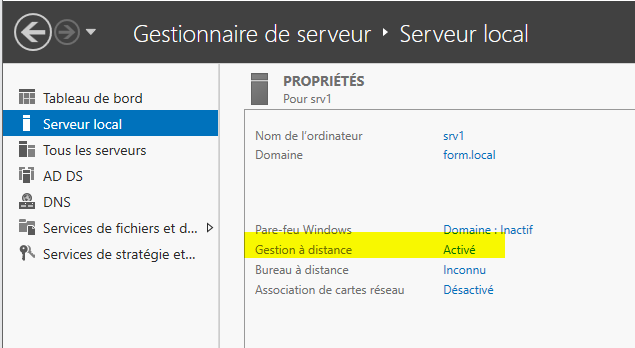 Gestionnaire de serveur ‣ Serveur local
Tableau de bord
Serveur local
Tous les serveurs
AD DS
DNS
Services de fichiers et d...
Services de stratégie et...
PROPRIÉTÉS
Pour srv1
Nom de l'ordinateur srv1
Domaine form.local
Pare-feu Windows Domaine : Inactif
Gestion à distance Activé
Bureau à distance Inconnu
Association de cartes réseau Désactivé